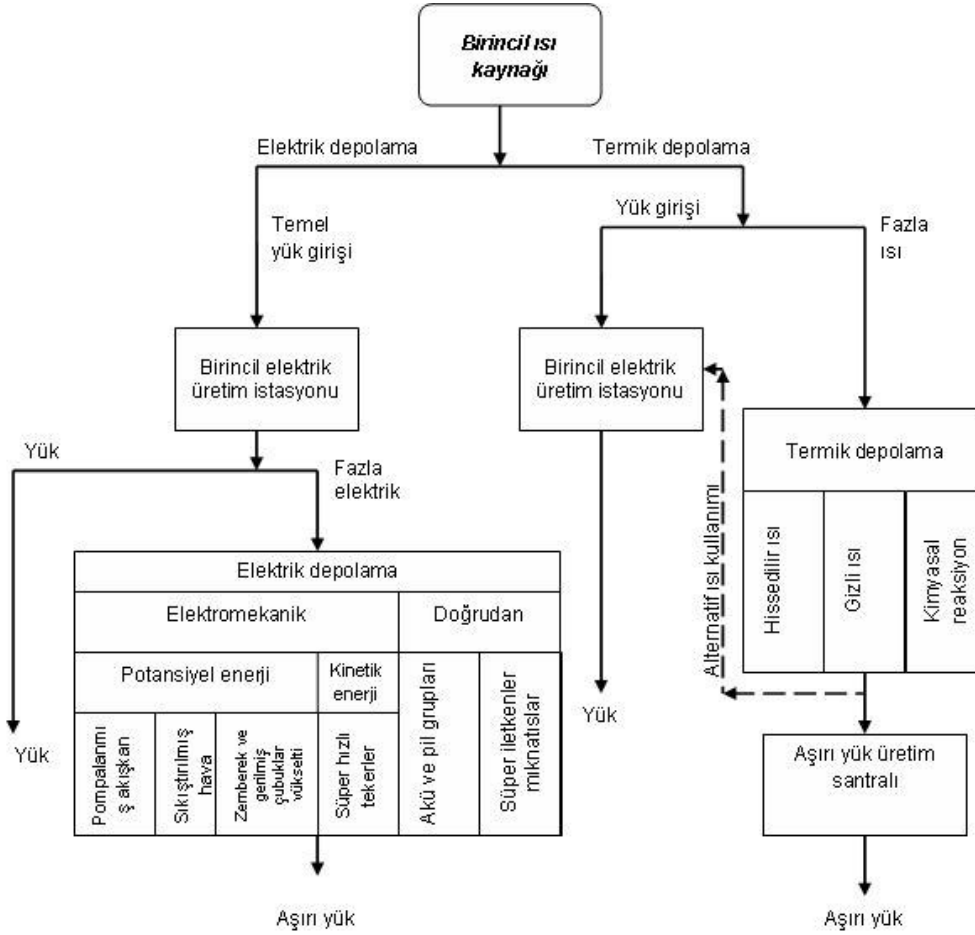 Birincil ısı
kaynağı
Elektrik depolama
Termik depolama
Temel
yük girişi
Yük girişi
Fazla
ısı
Birincil elektrik
üretim istasyonu
Birincil elektrik
üretim istasyonu
Yük
Fazla
elektrik
Alternatif ısı kullanımı
Termik depolama
Hissedilir ısı
Gizli ısı
Kimyasal
reaksiyon
Elektrik depolama
Elektromekanik
Doğrudan
Potansiyel enerji
Kinetik
enerji
Akü ve pil grupları
Süper iletkenler
mıknatıslar
Pompalanmı
ş akışkan
Sıkıştırılmış
hava
Zemberek ve
gerilmiş
çubuklar
vükselti
Süper hızlı
tekerler
Yük
Yük
Aşırı yük üretim
santralı
Aşırı yük
Aşırı yük